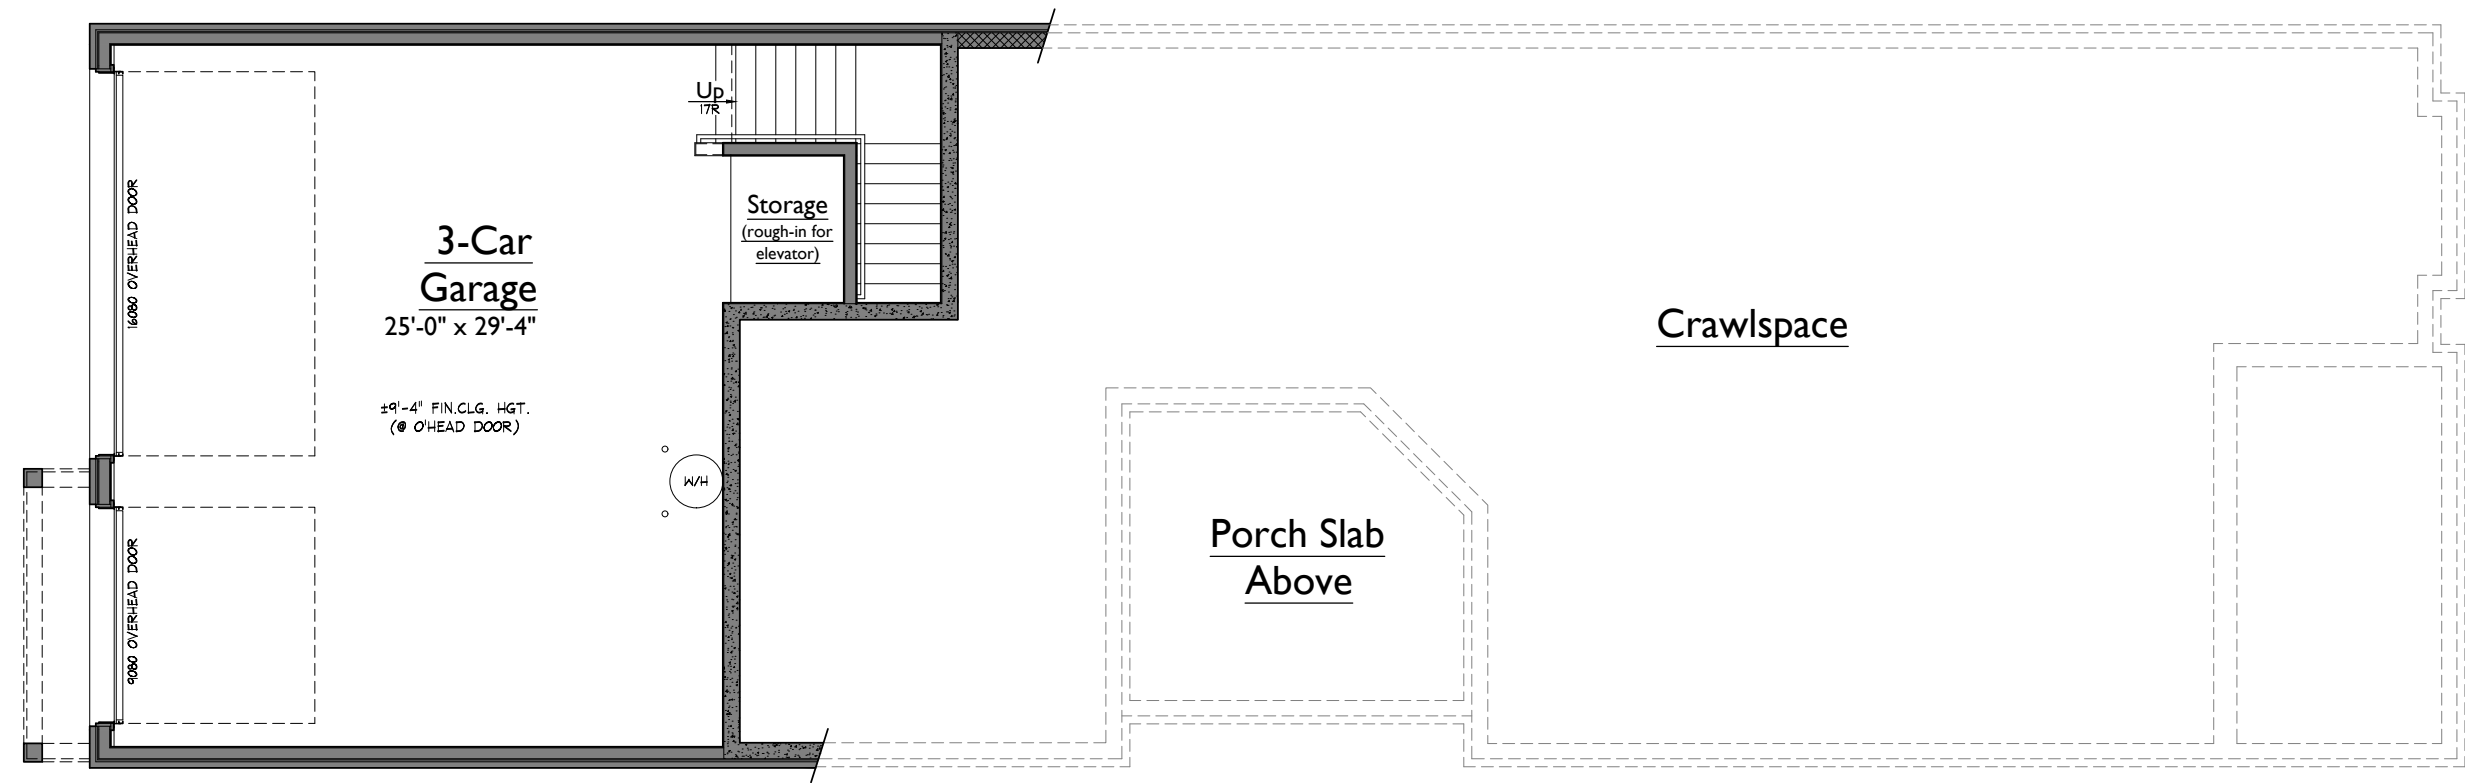 Up
17R
16080 OVERHEAD DOOR
Storage
(rough-in for
elevator)
3-Car
Garage
25'-0" x 29'-4"
Crawlspace
±9'-4" FIN.CLG. HGT.
(@ O'HEAD DOOR)
W/H
9080 OVERHEAD DOOR
Porch Slab
Above